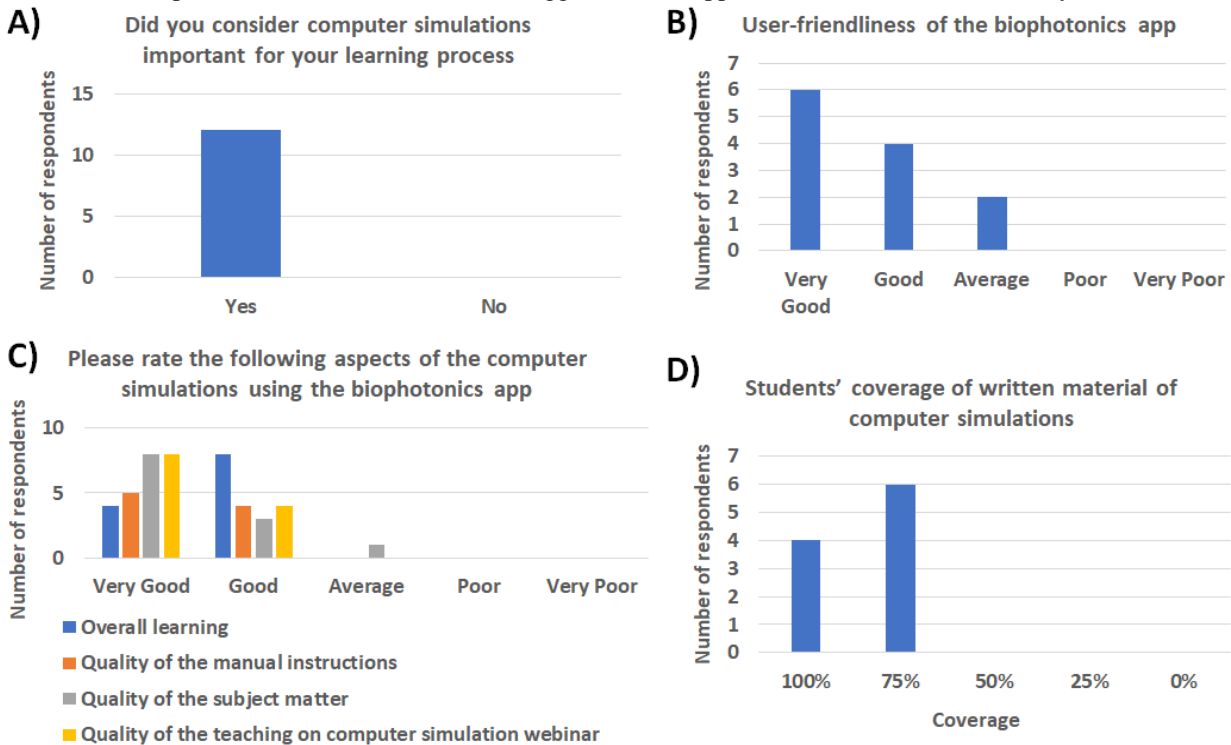 A)
Did you consider computer simulations
important for your learning process
Number of respondents
15
10
5
0
Yes
No
B)
User-friendliness of the biophotonics app
Number of respondents
7
6
5
4
3
2
1
0
Very Good
Good
Average
Poor
Very Poor
C)
Please rate the following aspects of the computer
simulations using the biophotonics app
Number of respondents
10
5
0
Very Good
Good
Average
Poor
Very Poor
Overall learning
Quality of the manual instructions
Quality of the subject matter
Quality of the teaching on computer simulation webinar
D)
Students’ coverage of written material of
computer simulations
Number of respondents
7
6
5
4
3
2
1
0
100%
75%
50%
25%
0%
Coverage